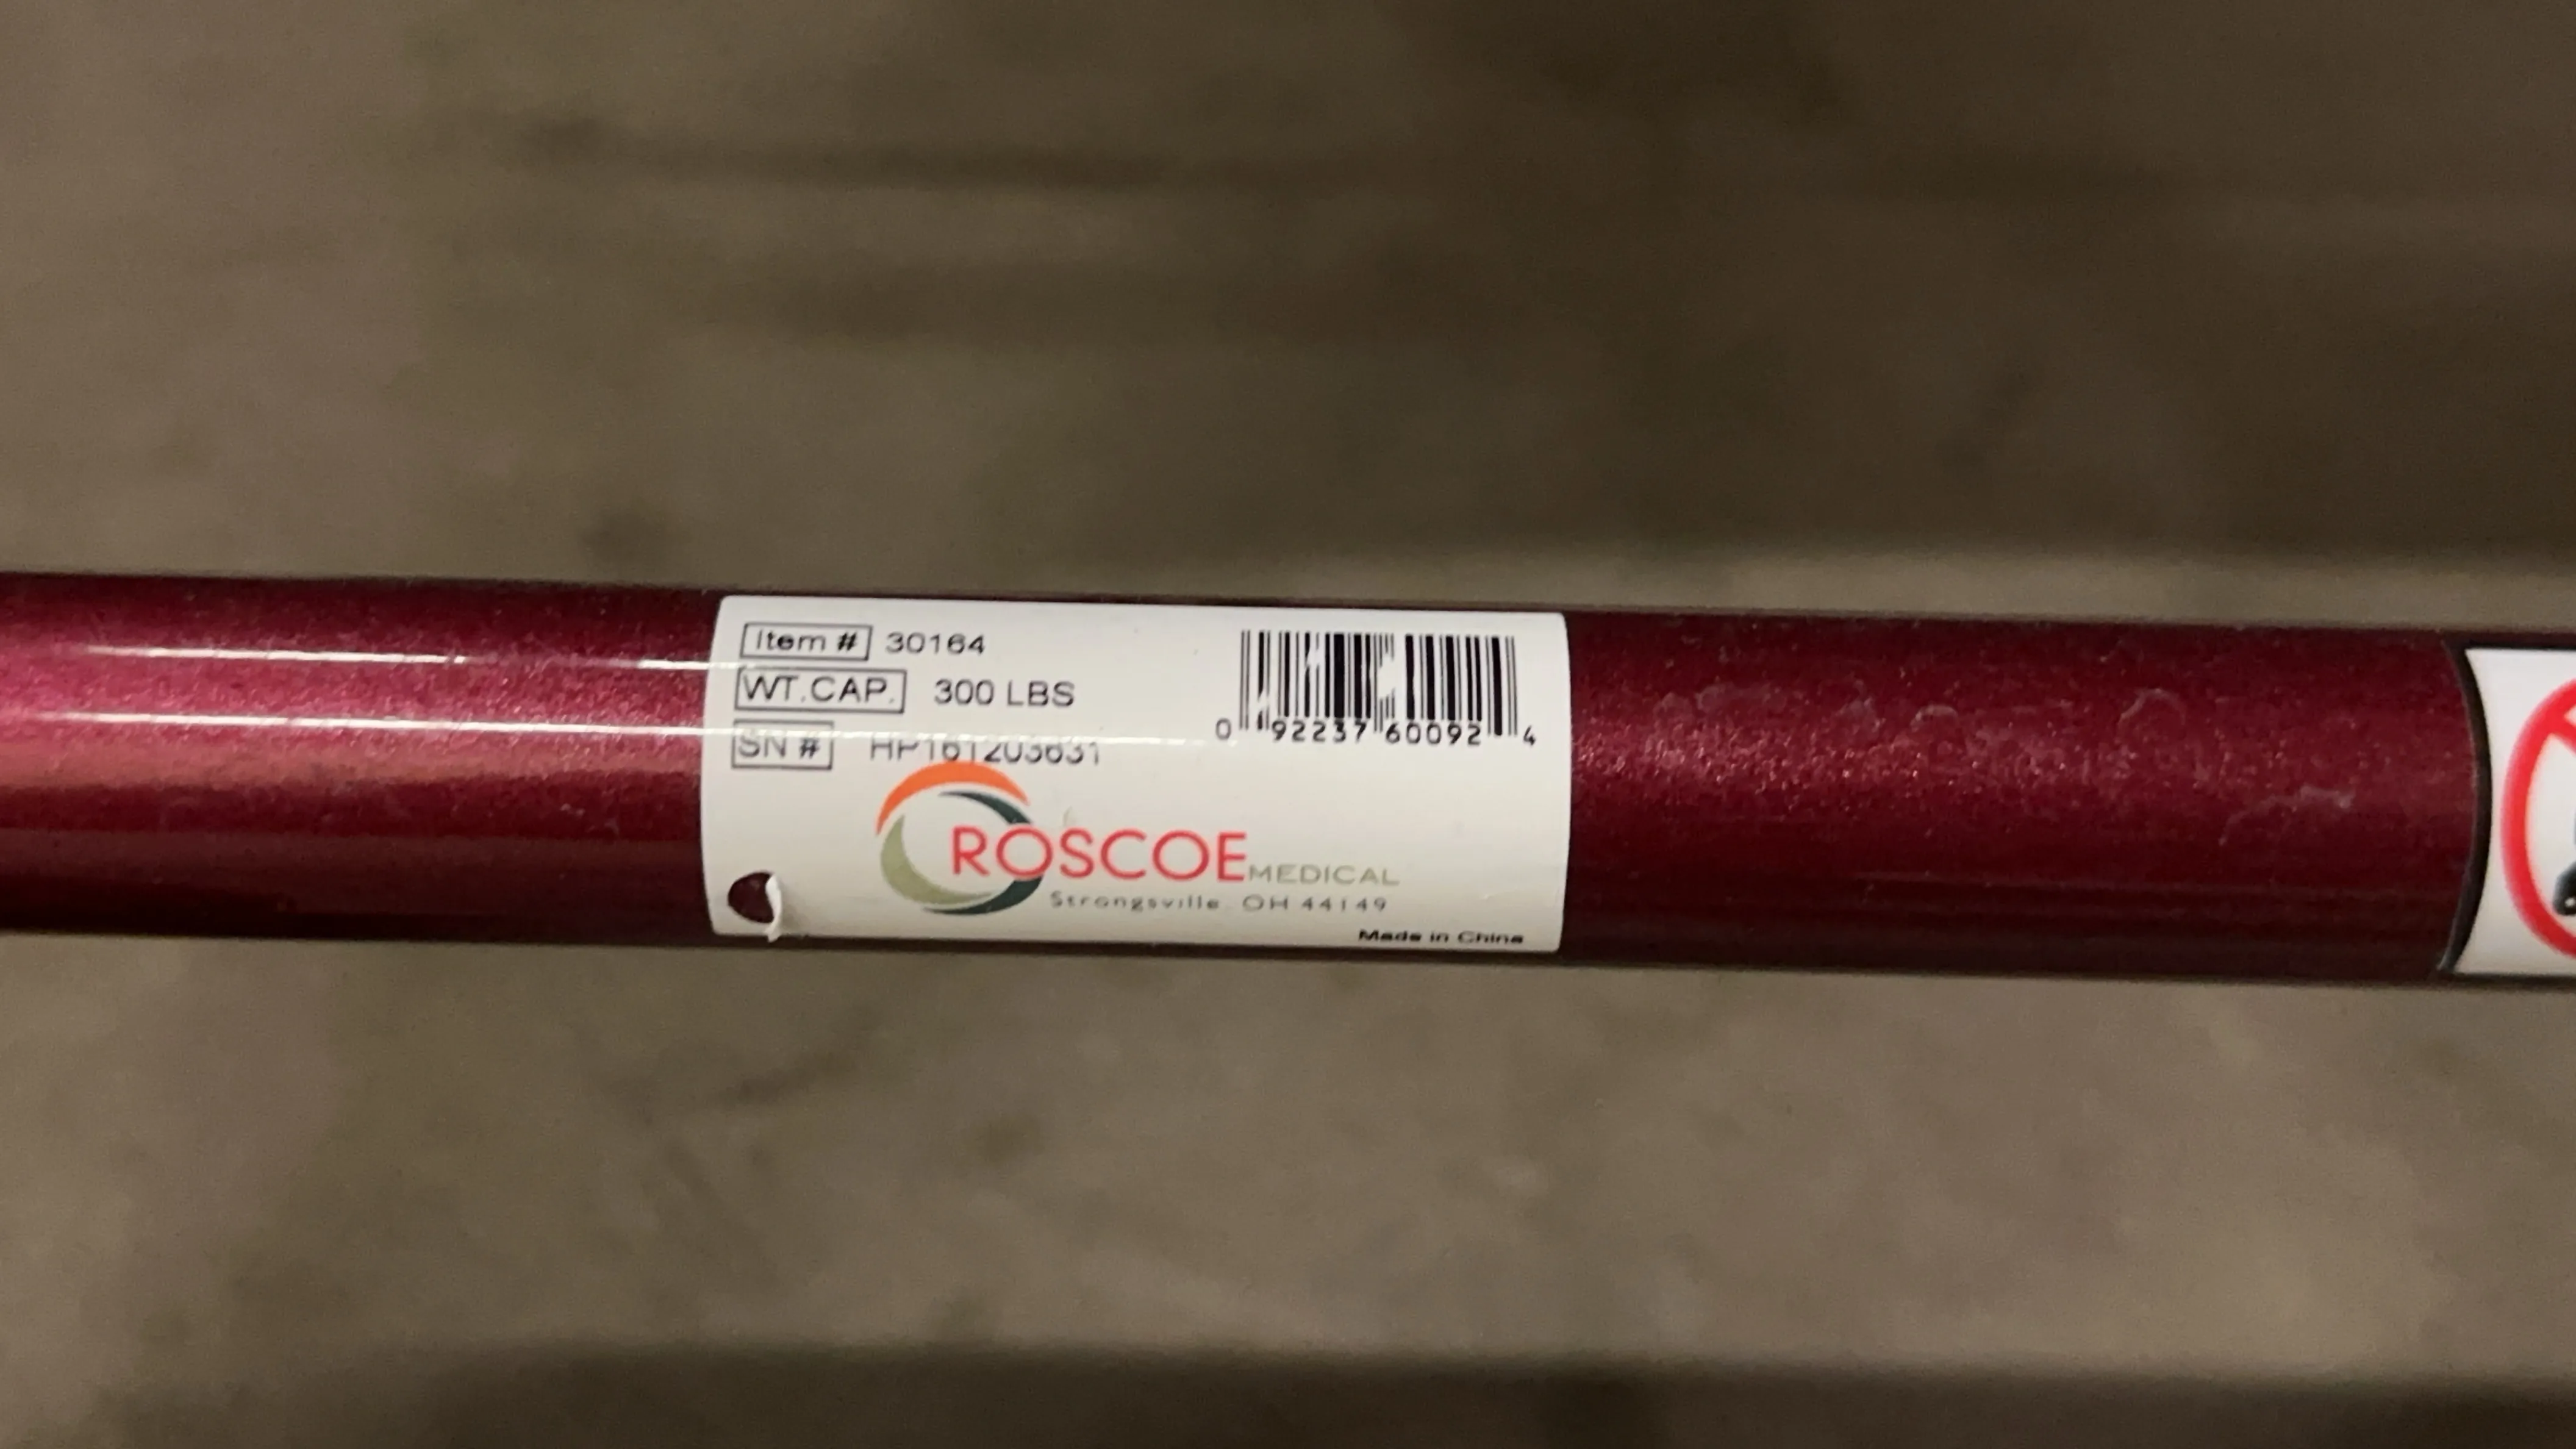 Item # 30164
WT.CAP. 300 LBS
SN # HP161203631
0 92237 60092 4
ROSCOE MEDICAL
Strongsville, OH 44149
Made in China